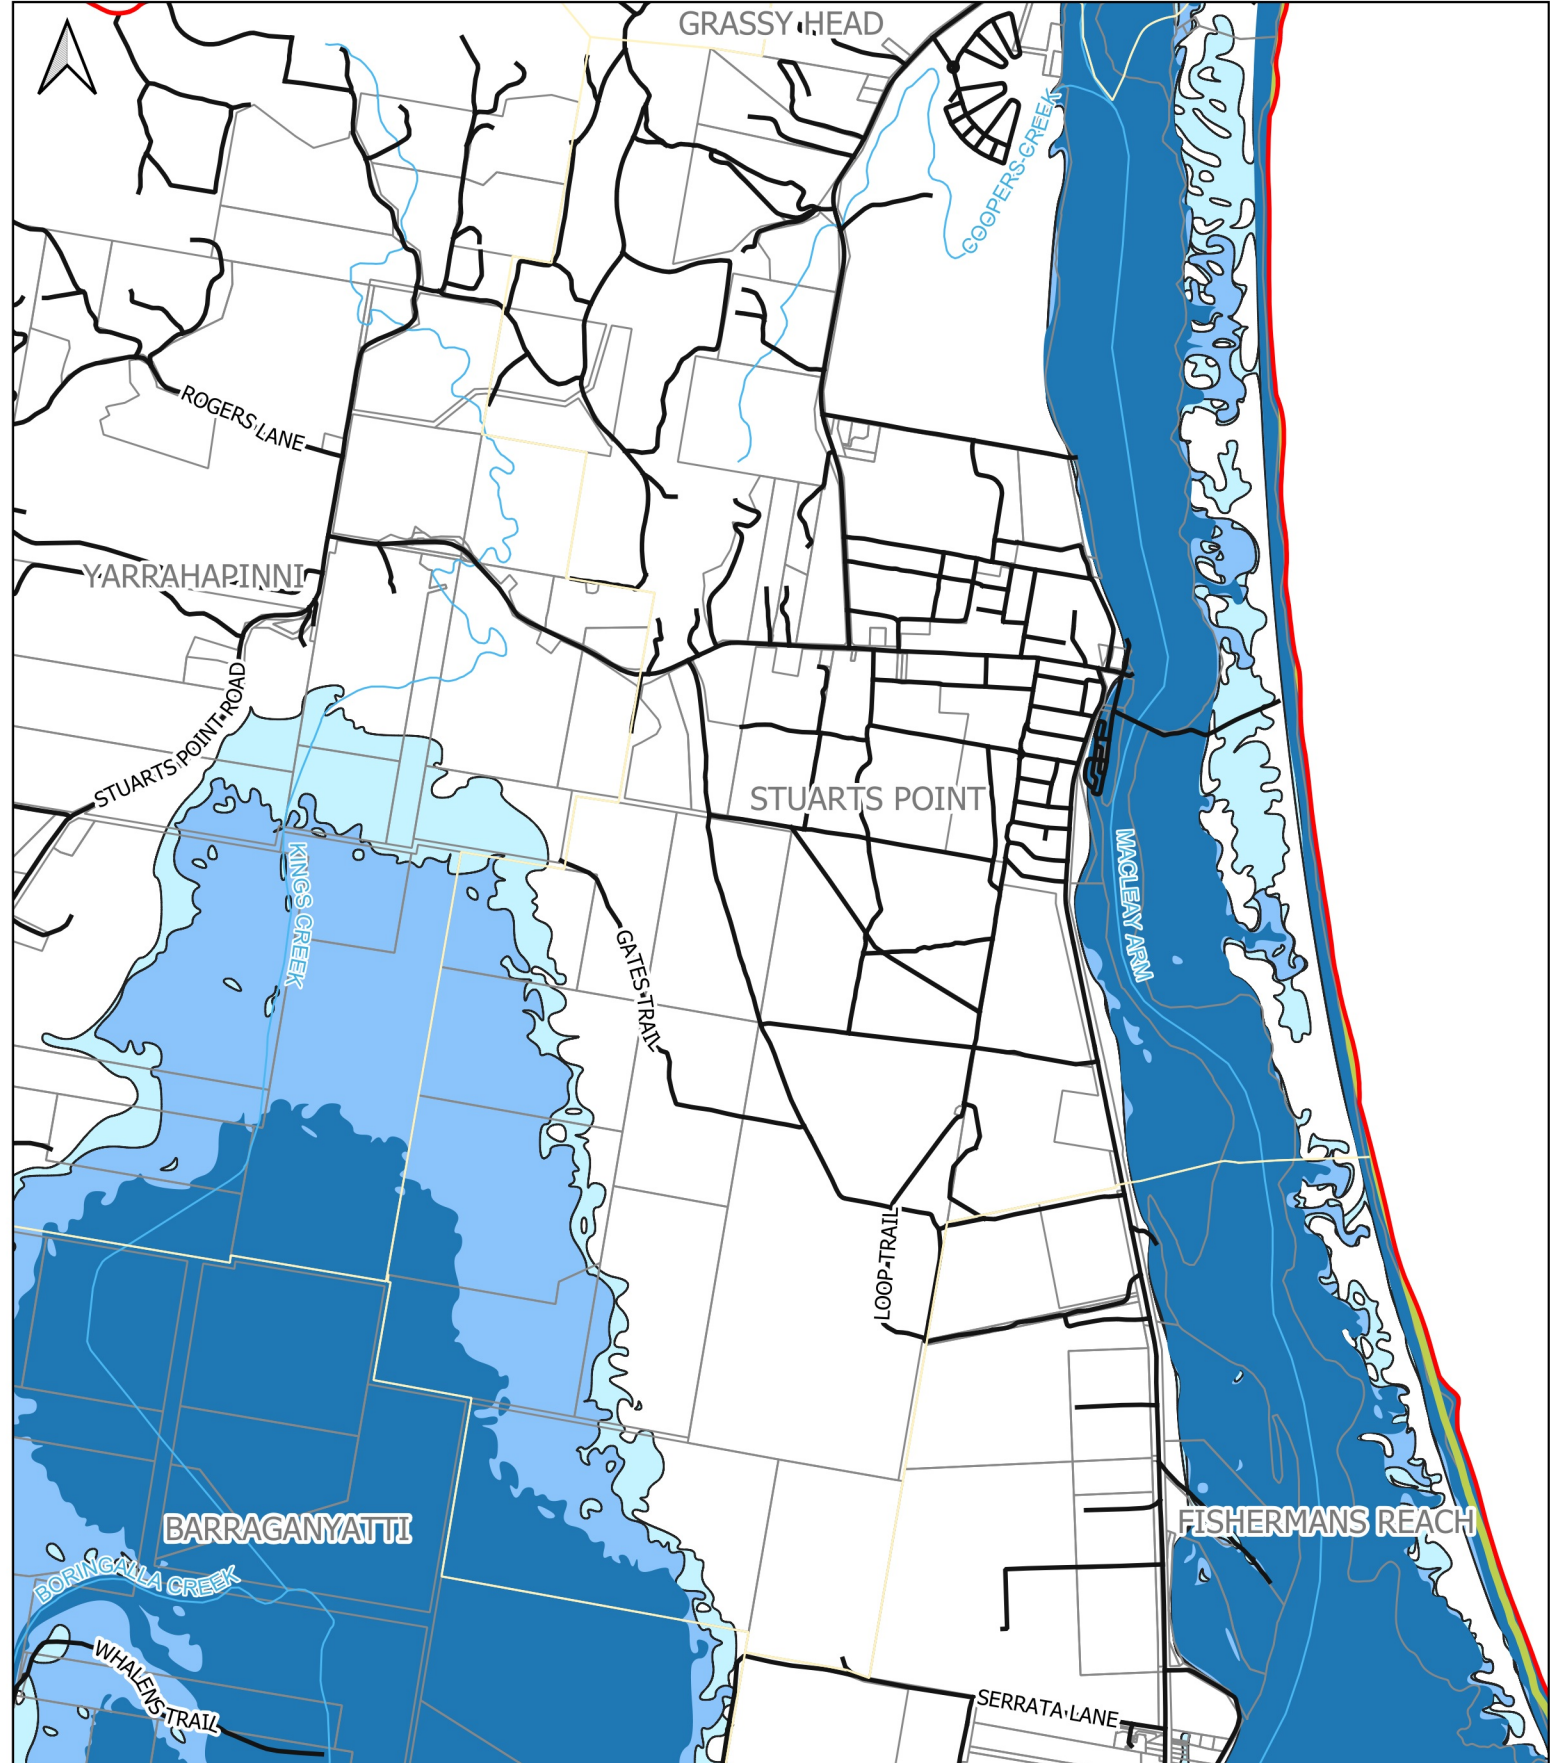 GRASSY HEAD
COOPERS CREEK
ROGERS LANE
YARRAHAPINNI
STUARTS POINT ROAD
STUARTS POINT
KINGS CREEK
MACLEAY ARM
GATES TRAIL
LOOP TRAIL
BARRAGANYATTI
FISHERMANS REACH
BORINGALLA CREEK
WHALENS TRAIL
SERRATA LANE